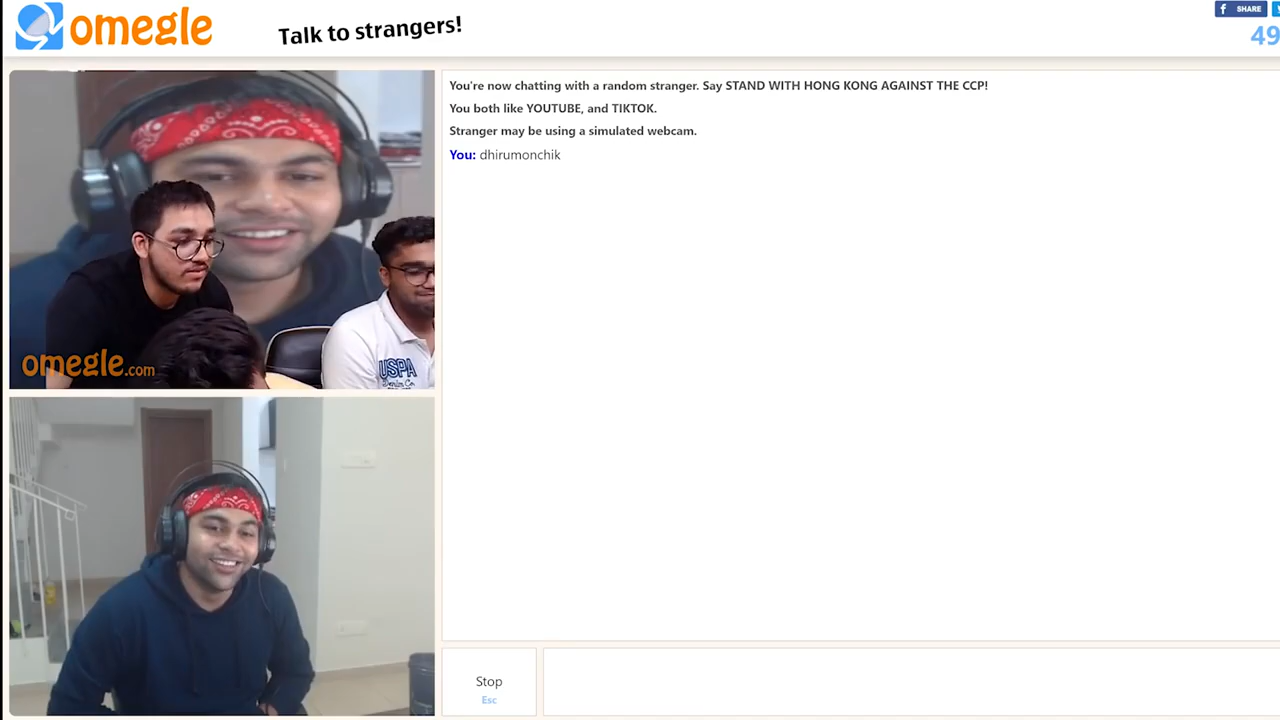 omegle
Talk to strangers!
SHARE
49
You're now chatting with a random stranger. Say STAND WITH HONG KONG AGAINST THE CCP!
You both like YOUTUBE, and TIKTOK.
Stranger may be using a simulated webcam.
You: dhirumonchik
USPA
Denim Co.
omegle.com
Stop
Esc